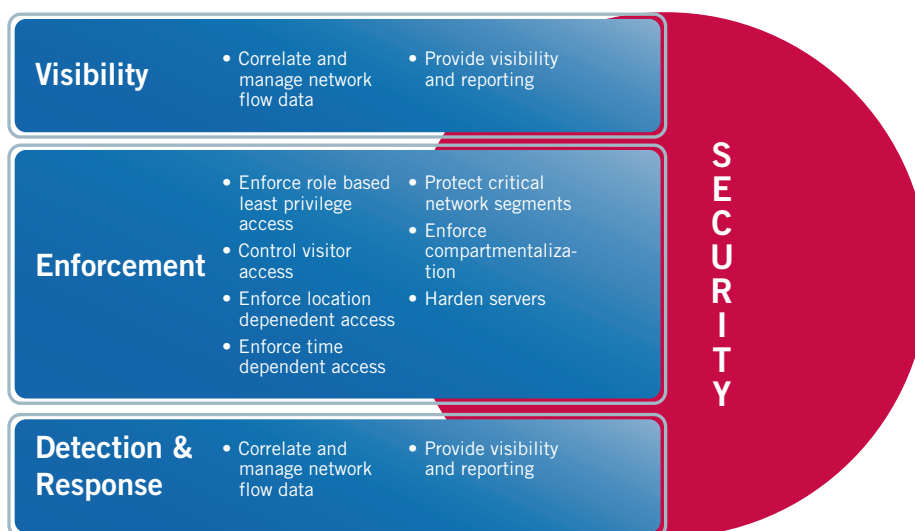 Visibility
• Correlate and
manage network
flow data
• Provide visibility
and reporting
Enforcement
• Enforce role based
least privilege
access
• Control visitor
access
• Enforce location
depenedent access
• Enforce time
dependent access
• Protect critical
network segments
• Enforce
compartmentaliza-
tion
• Harden servers
Detection &
Response
• Correlate and
manage network
flow data
• Provide visibility
and reporting
SECURITY